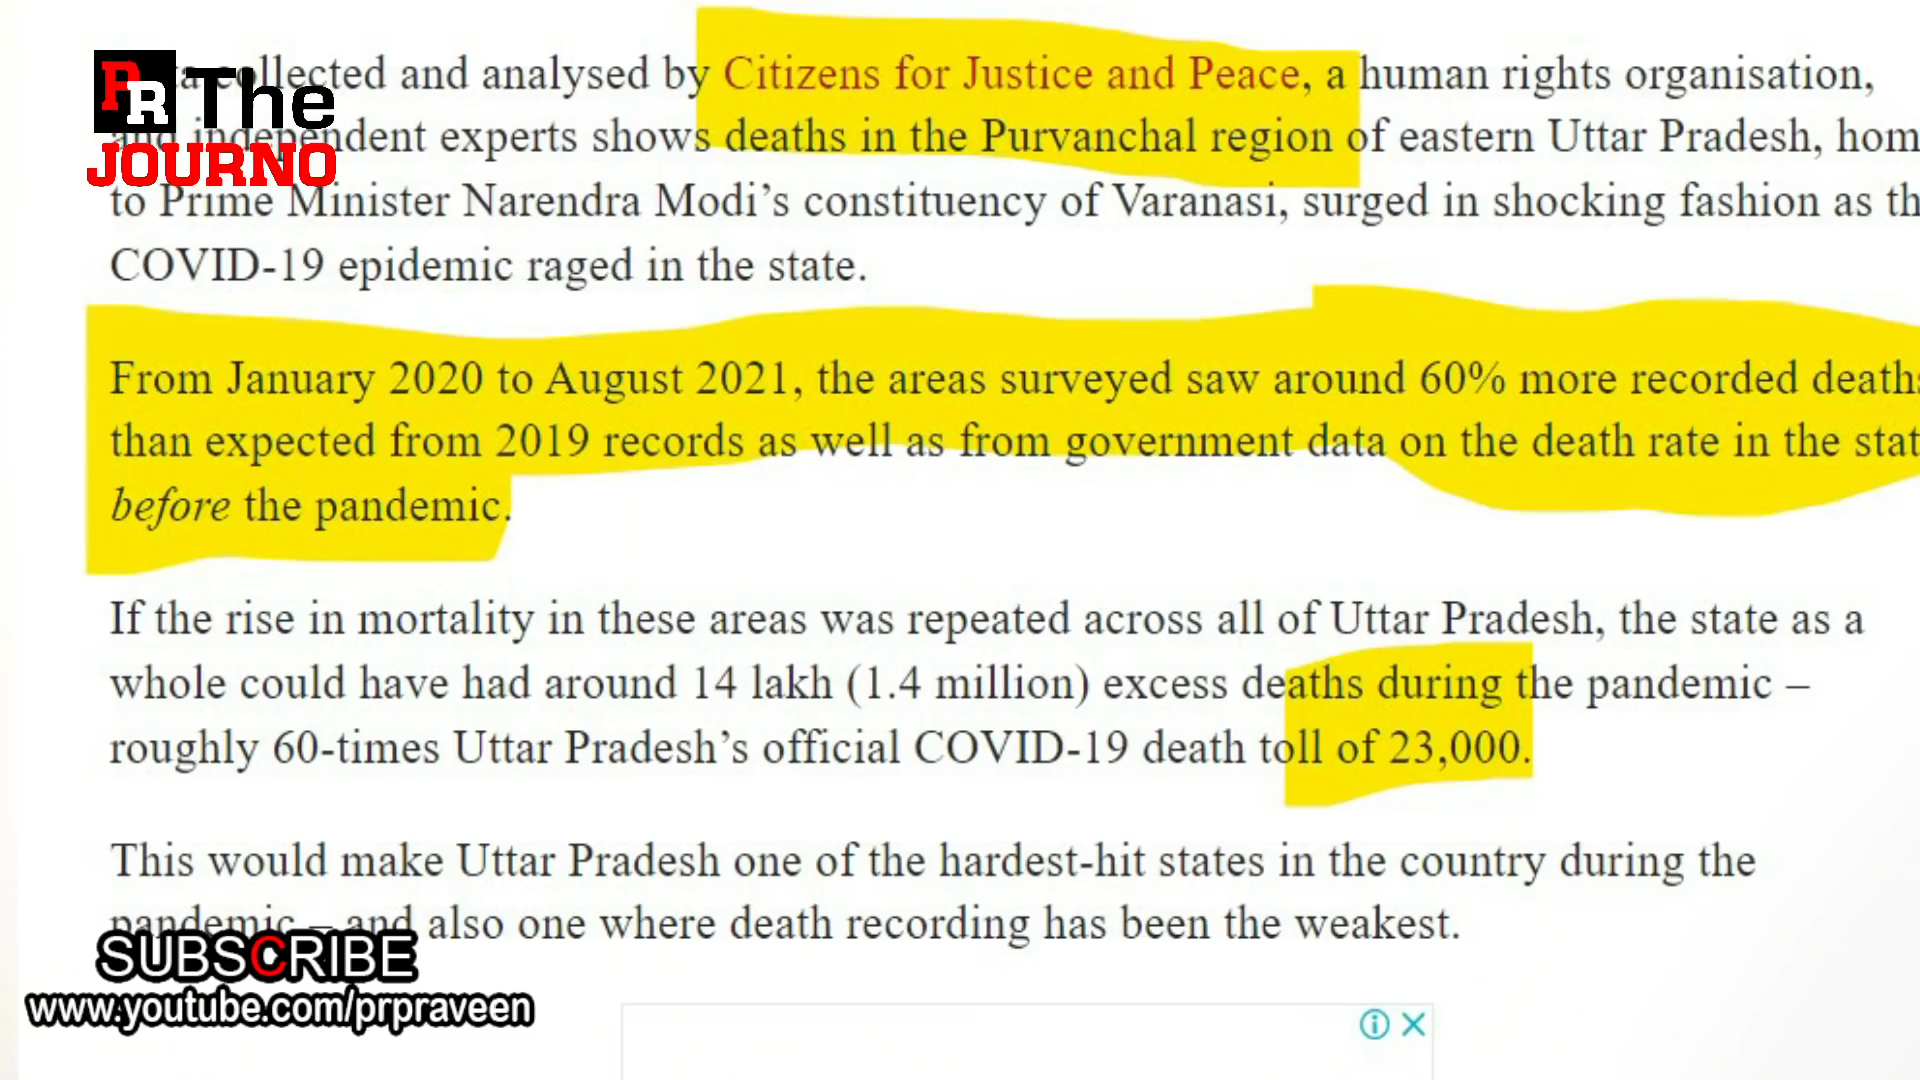 PR The
JOURNO
collected and analysed by Citizens for Justice and Peace, a human rights organisation,
and independent experts shows deaths in the Purvanchal region of eastern Uttar Pradesh, hom
to Prime Minister Narendra Modi’s constituency of Varanasi, surged in shocking fashion as th
COVID-19 epidemic raged in the state.
From January 2020 to August 2021, the areas surveyed saw around 60% more recorded deaths
than expected from 2019 records as well as from government data on the death rate in the stat
before the pandemic.
If the rise in mortality in these areas was repeated across all of Uttar Pradesh, the state as a
whole could have had around 14 lakh (1.4 million) excess deaths during the pandemic –
roughly 60-times Uttar Pradesh’s official COVID-19 death toll of 23,000.
This would make Uttar Pradesh one of the hardest-hit states in the country during the
pandemic – and also one where death recording has been the weakest.
SUBSCRIBE
www.youtube.com/prpraveen